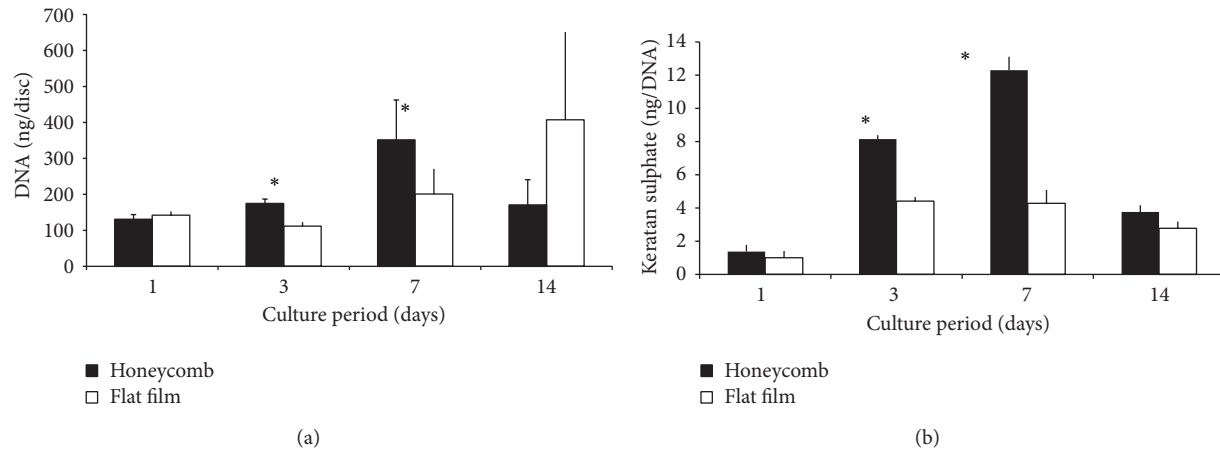 700
600
500
400
300
200
100
0
DNA (ng/disc)
*
*
1 3 7 14
Culture period (days)
Honeycomb
Flat film
(a)
14
12
10
8
6
4
2
0
Keratan sulphate (ng/DNA)
*
*
1 3 7 14
Culture period (days)
Honeycomb
Flat film
(b)